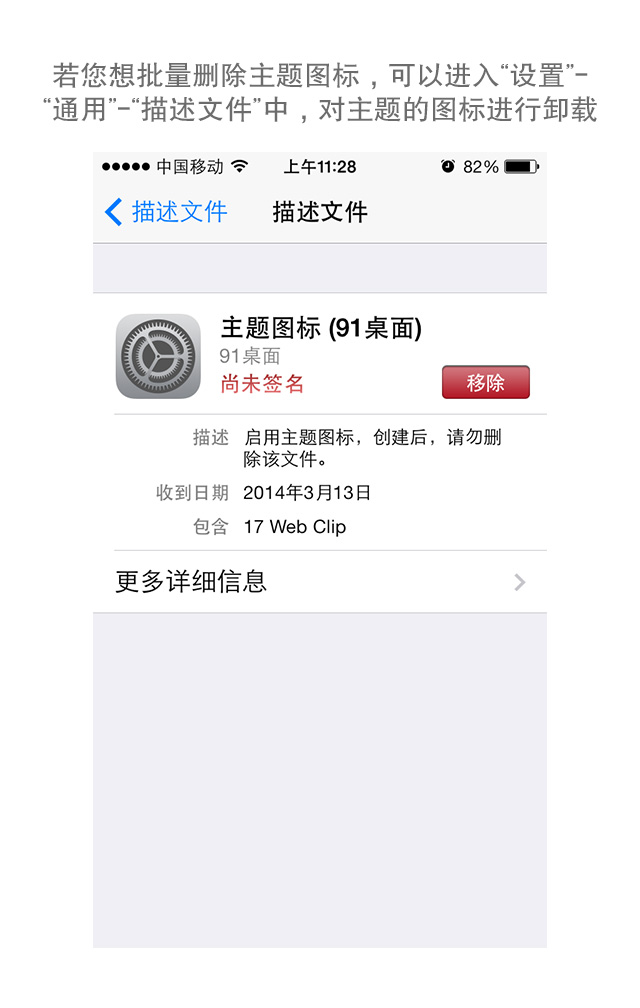 若您想批量删除主题图标，可以进入“设置”-
“通用”-“描述文件”中，对主题的图标进行卸载
中国移动 上午11:28 82%
描述文件 描述文件
主题图标 (91桌面)
91桌面
尚未签名 移除
描述 启用主题图标，创建后，请勿删
除该文件。
收到日期 2014年3月13日
包含 17 Web Clip
更多详细信息